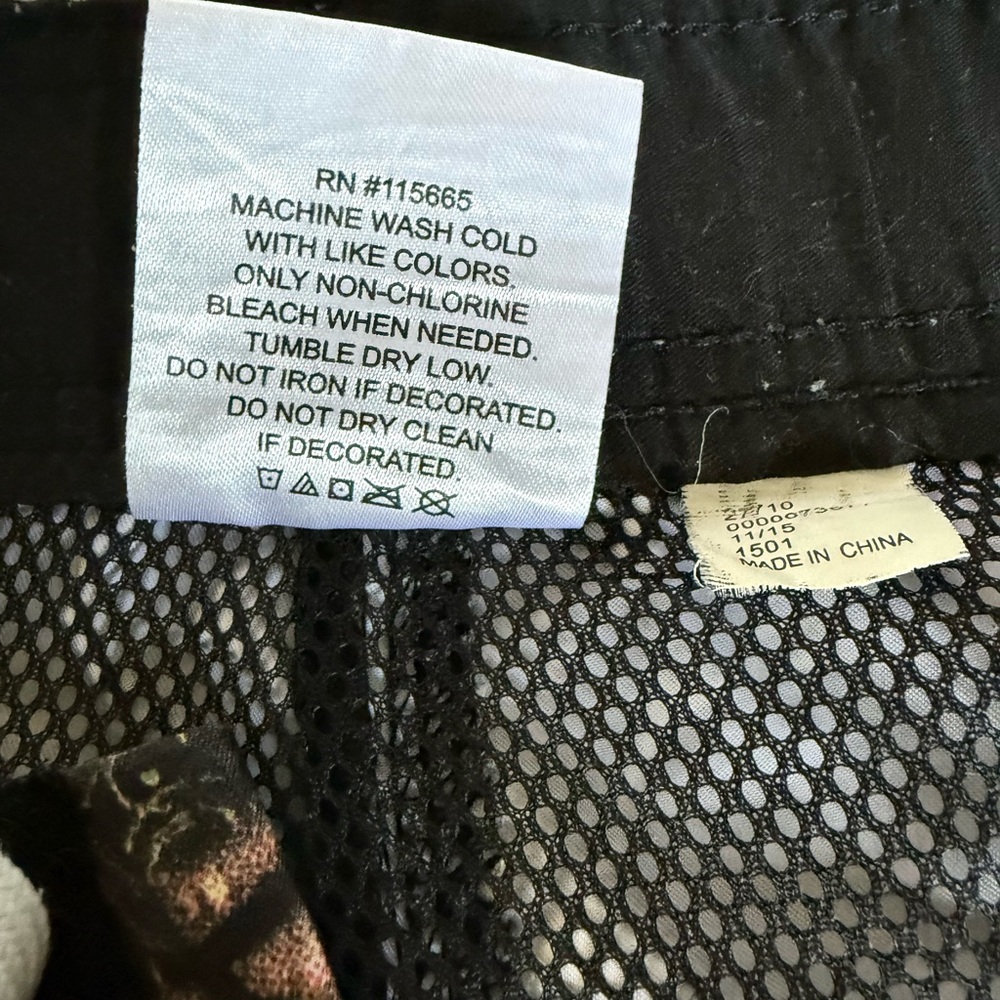 RN #115665
MACHINE WASH COLD
WITH LIKE COLORS.
ONLY NON-CHLORINE
BLEACH WHEN NEEDED.
TUMBLE DRY LOW.
DO NOT IRON IF DECORATED.
DO NOT DRY CLEAN
IF DECORATED.
11/15
1501
MADE IN CHINA